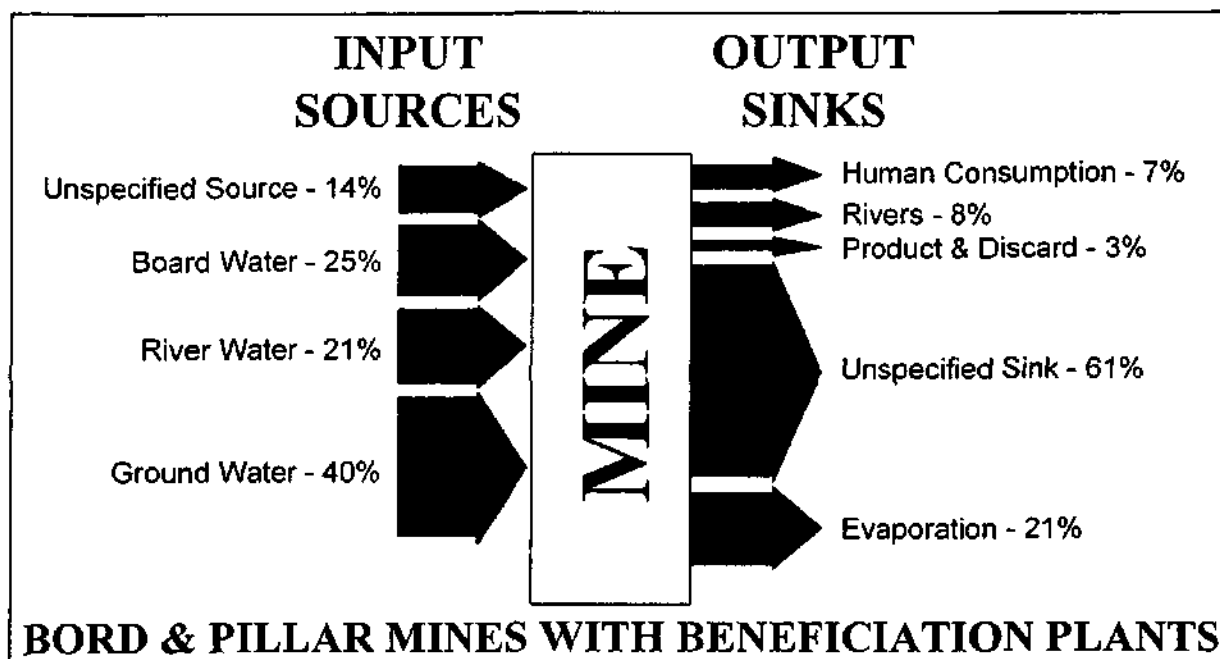 INPUT
SOURCES
OUTPUT
SINKS
Unspecified Source - 14%
Board Water - 25%
River Water - 21%
Ground Water - 40%
MINE
Human Consumption - 7%
Rivers - 8%
Product & Discard - 3%
Unspecified Sink - 61%
Evaporation - 21%
BORD & PILLAR MINES WITH BENEFICIATION PLANTS